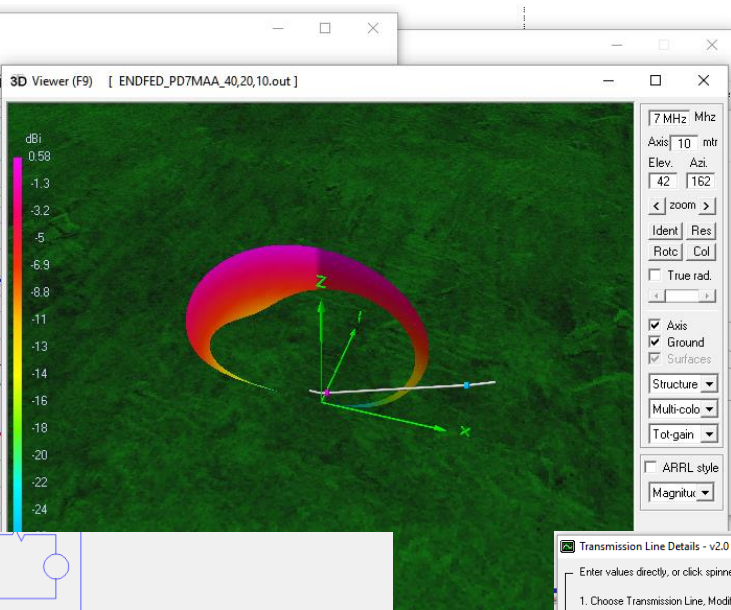 3D Viewer (F9) [ ENDFED_PD7MAA_40,20,10.out ]
dBi
0.58
-1.3
-3.2
-5
-6.9
-8.8
-11
-13
-14
-16
-18
-20
-22
-24
Z
Y
X
7 MHz Mhz
Axis 10 mtr
Elev. Azi.
42 162
< zoom >
Ident Res
Rotc Col
True rad.
Axis
Ground
Surfaces
Structure
Multi-colo
Tot-gain
ARRL style
Magnitu
Transmission Line Details - v2.0
Enter values directly, or click spinne
1. Choose Transmission Line, Modif